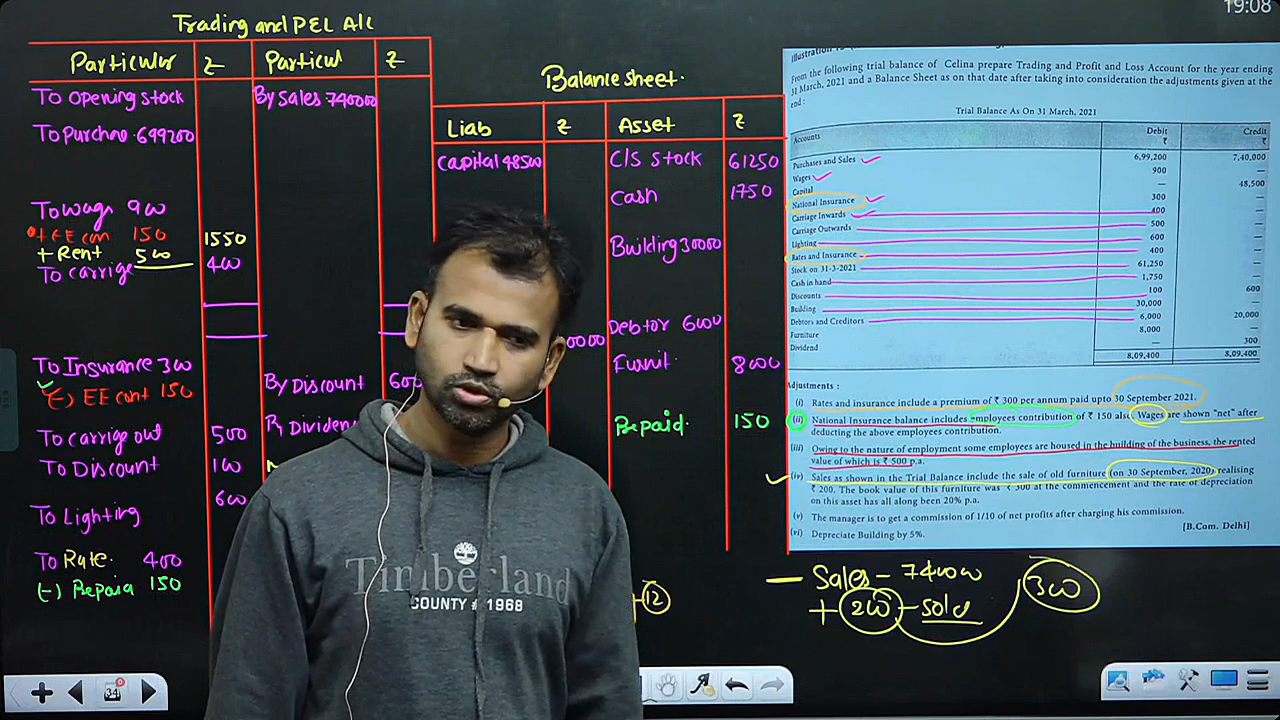 19:08
Trading and P&L A/c
Particular ₹ Particul ₹
To opening stock By Sales 740000
To Purchase 699200
To wages 900
+ EE con 150 1550
+ Rent 500
To carrige 400
To Insurance 300
(-) EE cont 150 By Discount 600
To carrige out 500 By Dividen
To Discount 100
To Lighting 600
To Rate 400
(-) Prepaid 150
Balance sheet.
Liab ₹ Asset ₹
Capital 48500 C/S stock 61250
Cash 1750
Building 30000
Debtor 6000
0000
Furnit. 8000
Prepaid. 150
12
From the following trial balance of Celina prepare Trading and Profit and Loss Account for the year ending
31 March, 2021 and a Balance Sheet as on that date after taking into consideration the adjustments given at the
end :
Trial Balance As On 31 March, 2021
Accounts Debit ₹ Credit ₹
Purchases and Sales 6,99,200 7,40,000
Wages 900 —
Capital — 48,500
National Insurance 300 —
Carriage Inwards 400 —
Carriage Outwards 500 —
Lighting 600 —
Rates and Insurance 400 —
Stock on 31-3-2021 61,250 —
Cash in hand 1,750 —
Discounts 100 600
Building 30,000 —
Debtors and Creditors 6,000 20,000
Furniture 8,000 —
Dividend — 300
8,09,400 8,09,400
Adjustments :
(i) Rates and insurance include a premium of ₹ 300 per annum paid upto 30 September 2021.
(ii) National Insurance balance includes employees contribution of ₹ 150 als. Wages are shown "net" after
deducting the above employees contribution.
(iii) Owing to the nature of employment some employees are housed in the building of the business, the rented
value of which is ₹ 500 p.a.
(iv) Sales as shown in the Trial Balance include the sale of old furniture (on 30 September, 2020) realising
₹ 200. The book value of this furniture was ₹ 300 at the commencement and the rate of depreciation
on this asset has all along been 20% p.a.
(v) The manager is to get a commission of 1/10 of net profits after charging his commission.
(vi) Depreciate Building by 5%.
[B.Com. Delhi]
— Sales – 740000
+ 200 – sold 300
Timberland
COUNTY # 1968
34